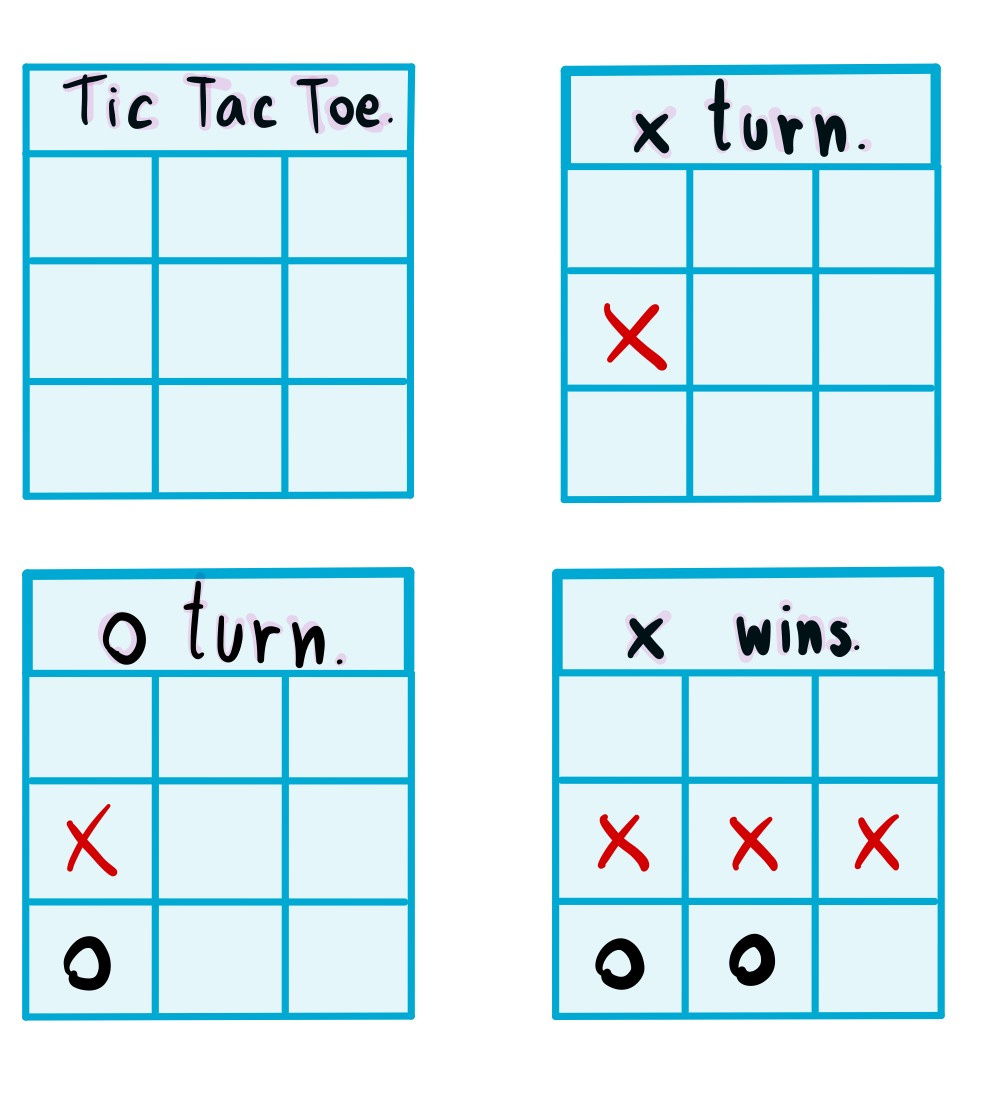 Tic Tac Toe.
x turn.
X
O turn.
X
O
x wins.
X X X
O O